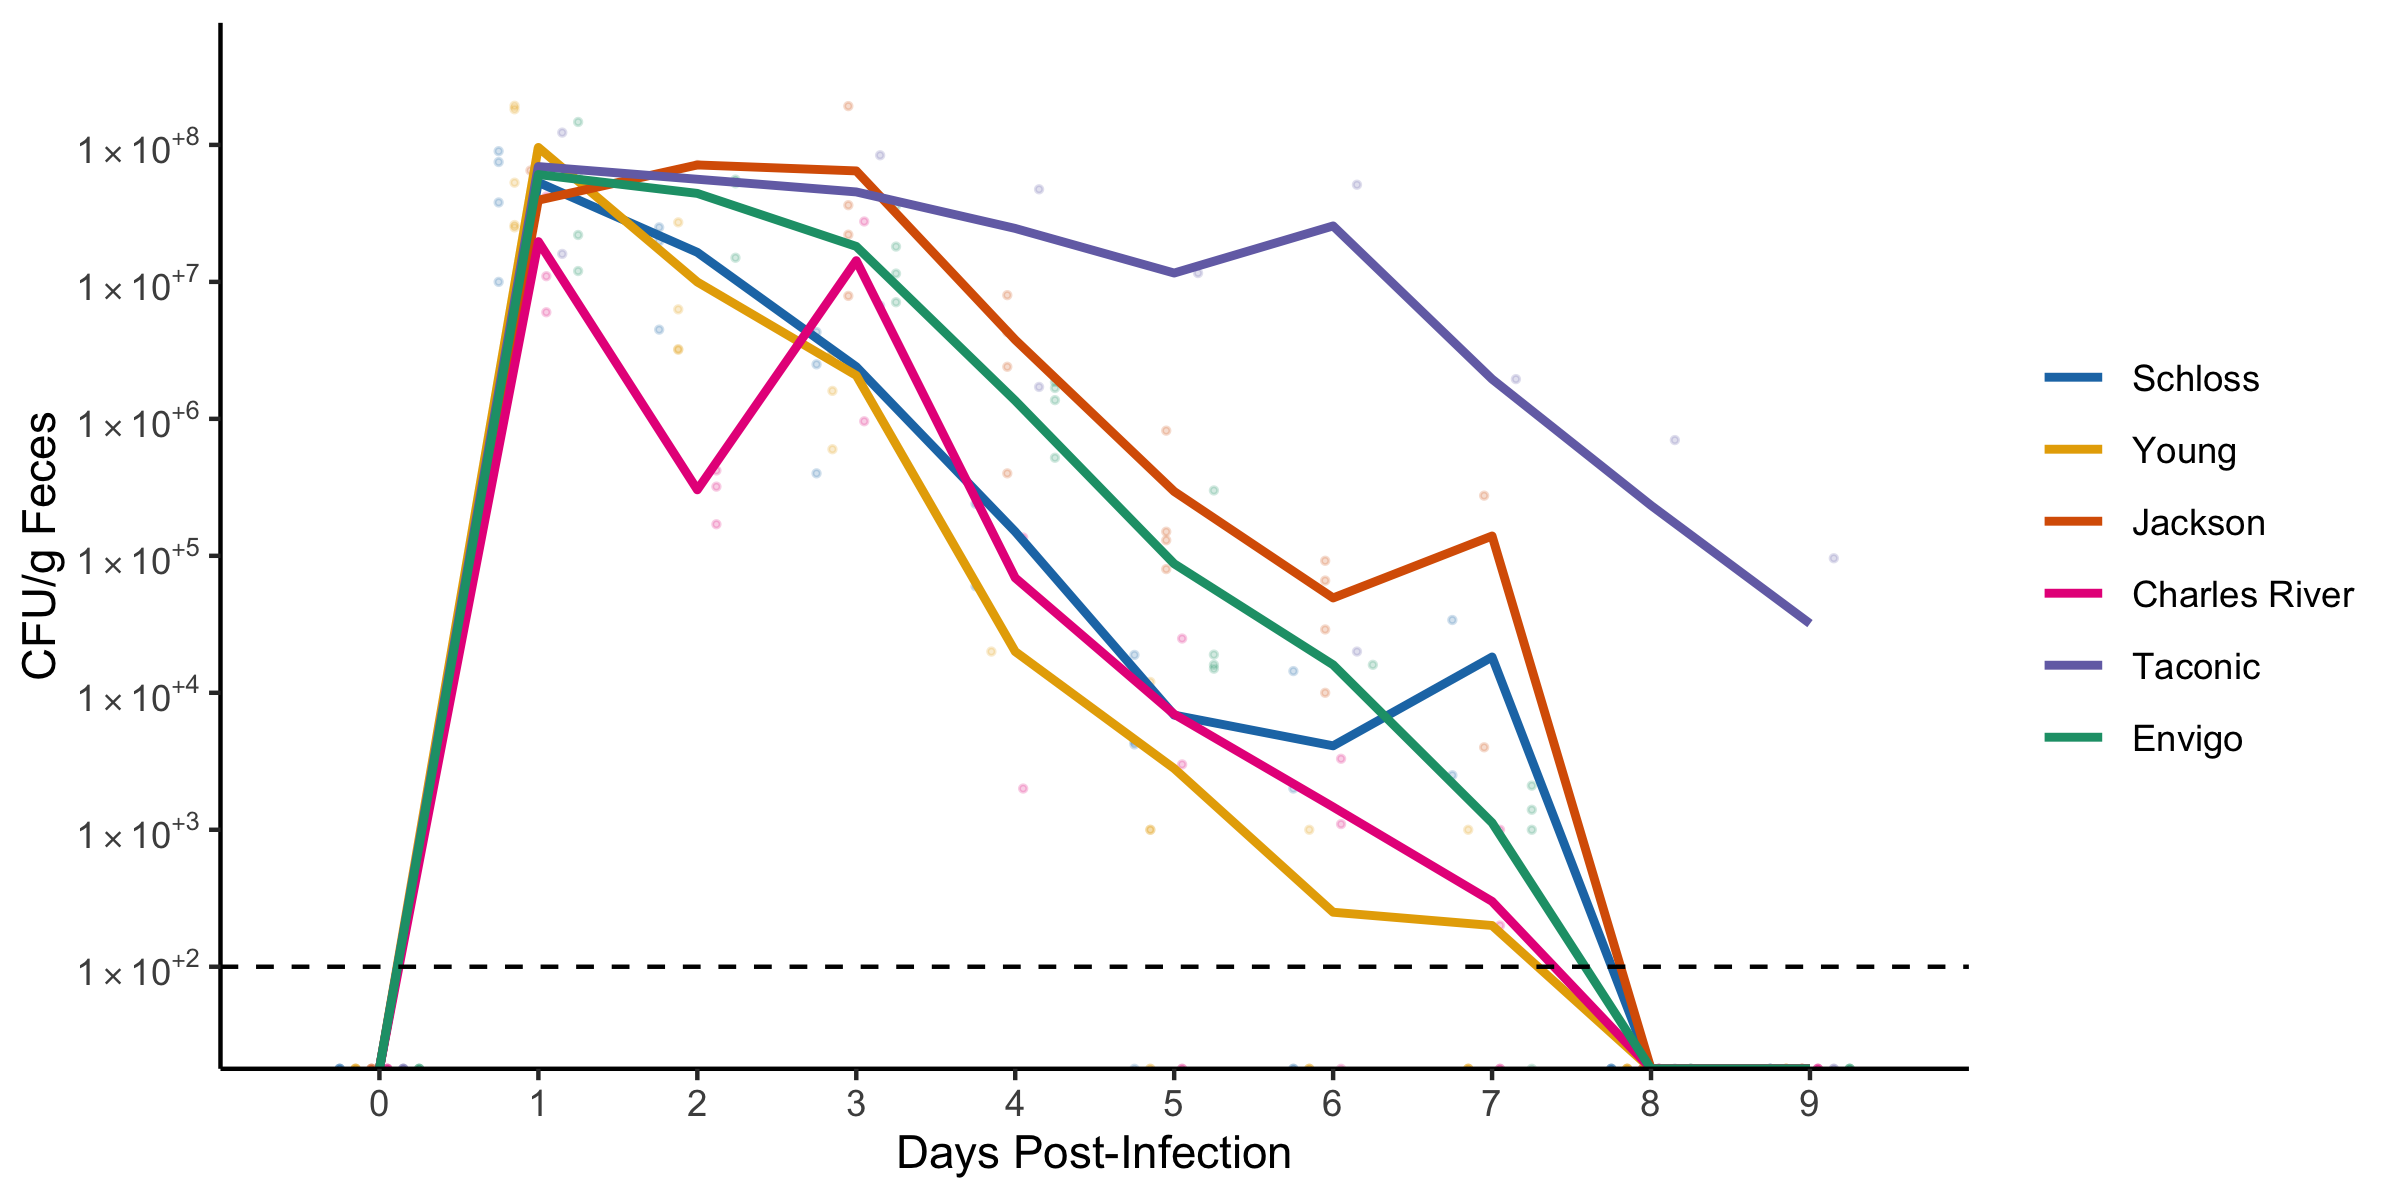 CFU/g Feces
1×10⁺⁸
1×10⁺⁷
1×10⁺⁶
1×10⁺⁵
1×10⁺⁴
1×10⁺³
1×10⁺²
0 1 2 3 4 5 6 7 8 9
Days Post-Infection
Schloss
Young
Jackson
Charles River
Taconic
Envigo